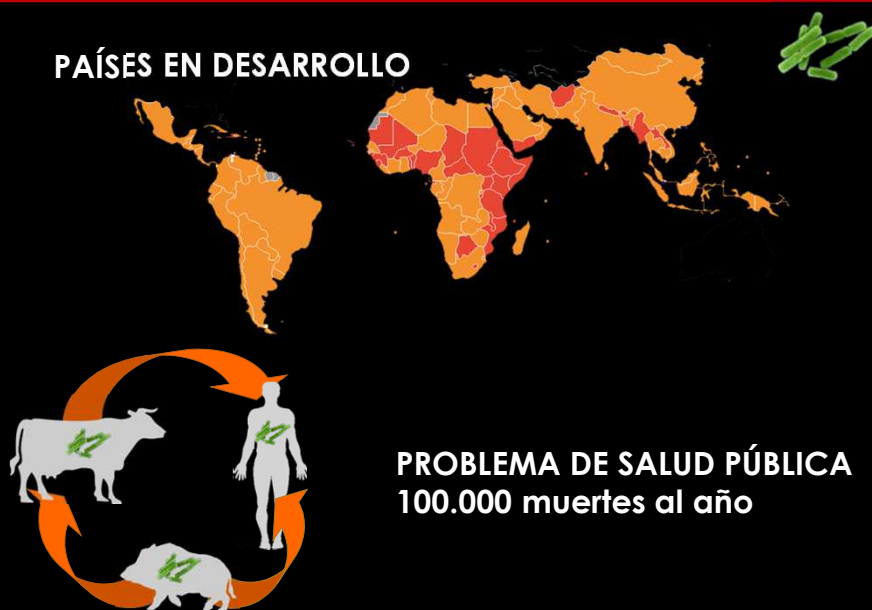 PAÍSES EN DESARROLLO
PROBLEMA DE SALUD PÚBLICA
100.000 muertes al año